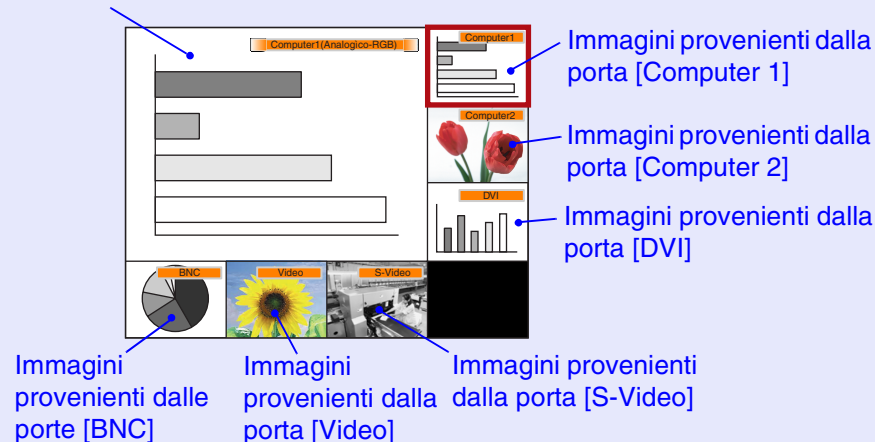 Computer1(Analogico-RGB)
Computer1
Immagini provenienti dalla
porta [Computer 1]
Computer2
Immagini provenienti dalla
porta [Computer 2]
DVI
Immagini provenienti dalla
porta [DVI]
BNC
Video
S-Video
Immagini
provenienti dalle
porte [BNC]
Immagini
provenienti dalla
porta [Video]
Immagini provenienti
dalla porta [S-Video]